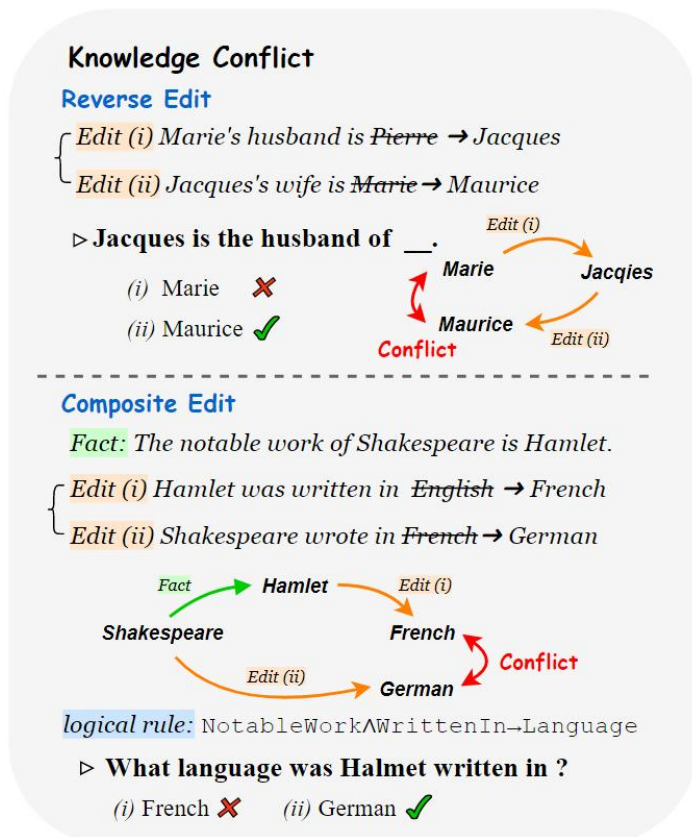 Knowledge Conflict
Reverse Edit
Edit (i) Marie's husband is Pierre → Jacques
Edit (ii) Jacques's wife is Marie → Maurice
▷ Jacques is the husband of __.
(i) Marie ✗
(ii) Maurice ✓
Edit (i)
Marie
Jacqies
Maurice
Edit (ii)
Conflict
Composite Edit
Fact: The notable work of Shakespeare is Hamlet.
Edit (i) Hamlet was written in English → French
Edit (ii) Shakespeare wrote in French → German
Fact
Hamlet
Edit (i)
Shakespeare
French
Conflict
Edit (ii)
German
logical rule: NotableWork∧WrittenIn→Language
▷ What language was Halmet written in ?
(i) French ✗ (ii) German ✓